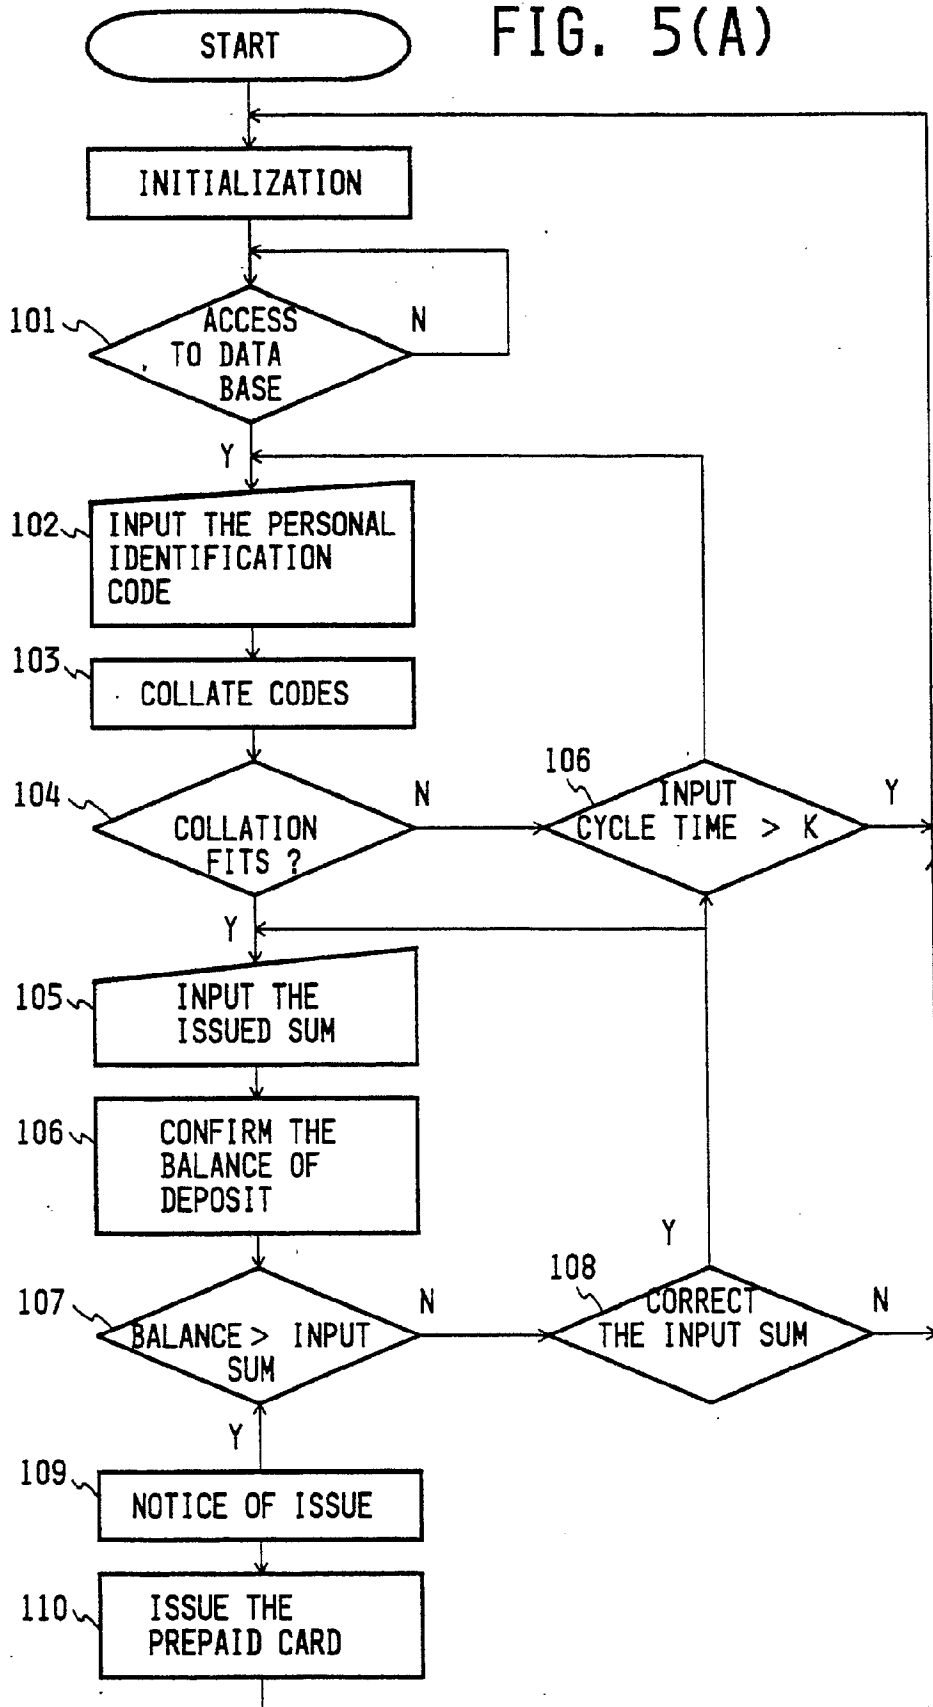 FIG. 5(A)
START
INITIALIZATION
101
ACCESS
TO DATA
BASE
N
Y
102
INPUT THE PERSONAL
IDENTIFICATION
CODE
103
COLLATE CODES
104
COLLATION
FITS ?
N
106
INPUT
CYCLE TIME > K
Y
Y
105
INPUT THE
ISSUED SUM
106
CONFIRM THE
BALANCE OF
DEPOSIT
107
BALANCE > INPUT
SUM
N
108
CORRECT
THE INPUT SUM
Y
N
Y
109
NOTICE OF ISSUE
110
ISSUE THE
PREPAID CARD